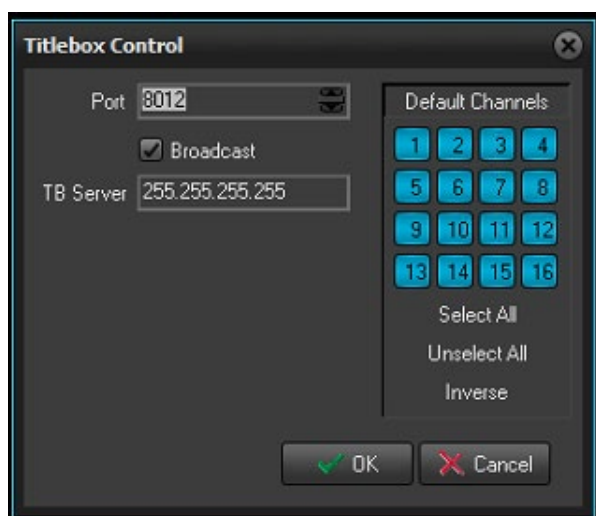 Titlebox Control
Port 8012
Broadcast
TB Server 255.255.255.255
Default Channels
1 2 3 4
5 6 7 8
9 10 11 12
13 14 15 16
Select All
Unselect All
Inverse
OK Cancel